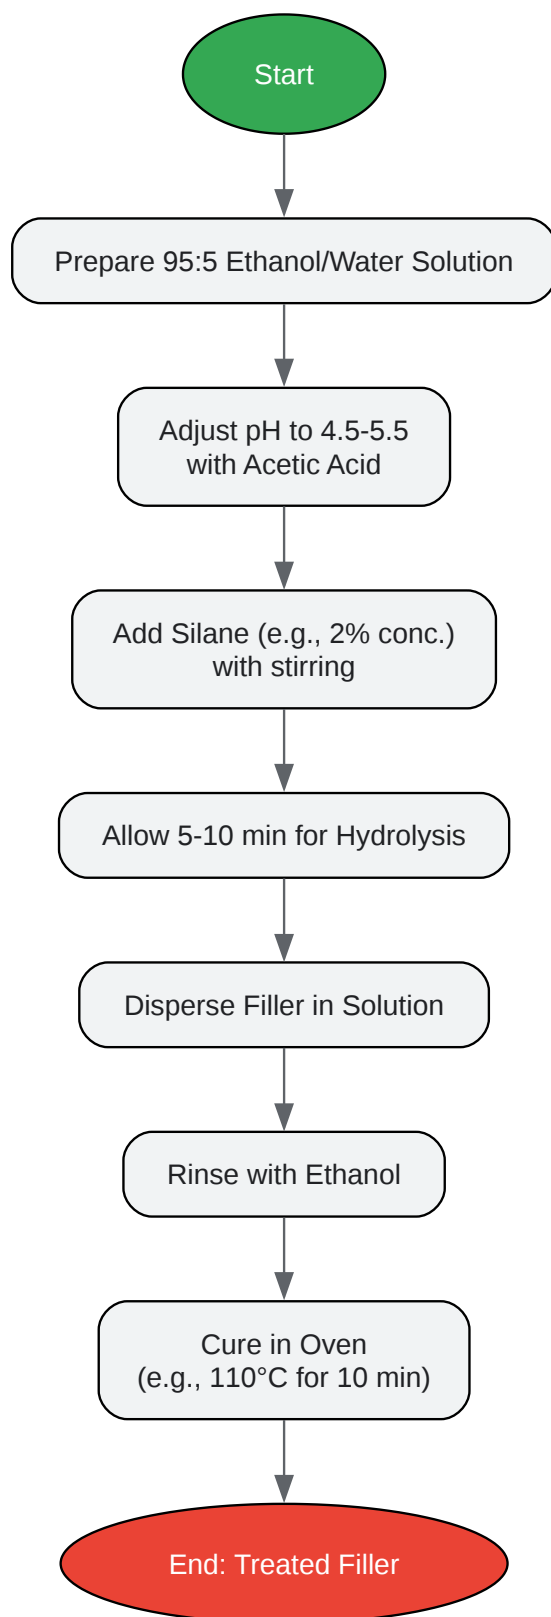 Start
Prepare 95:5 Ethanol/Water Solution
Adjust pH to 4.5-5.5
with Acetic Acid
Add Silane (e.g., 2% conc.)
with stirring
Allow 5-10 min for Hydrolysis
Disperse Filler in Solution
Rinse with Ethanol
Cure in Oven
(e.g., 110°C for 10 min)
End: Treated Filler